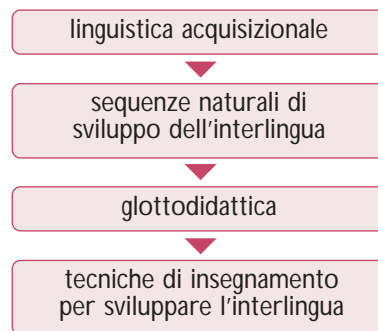 linguistica acquisizionale
sequenze naturali di
sviluppo dell'interlingua
glottodidattica
tecniche di insegnamento
per sviluppare l'interlingua